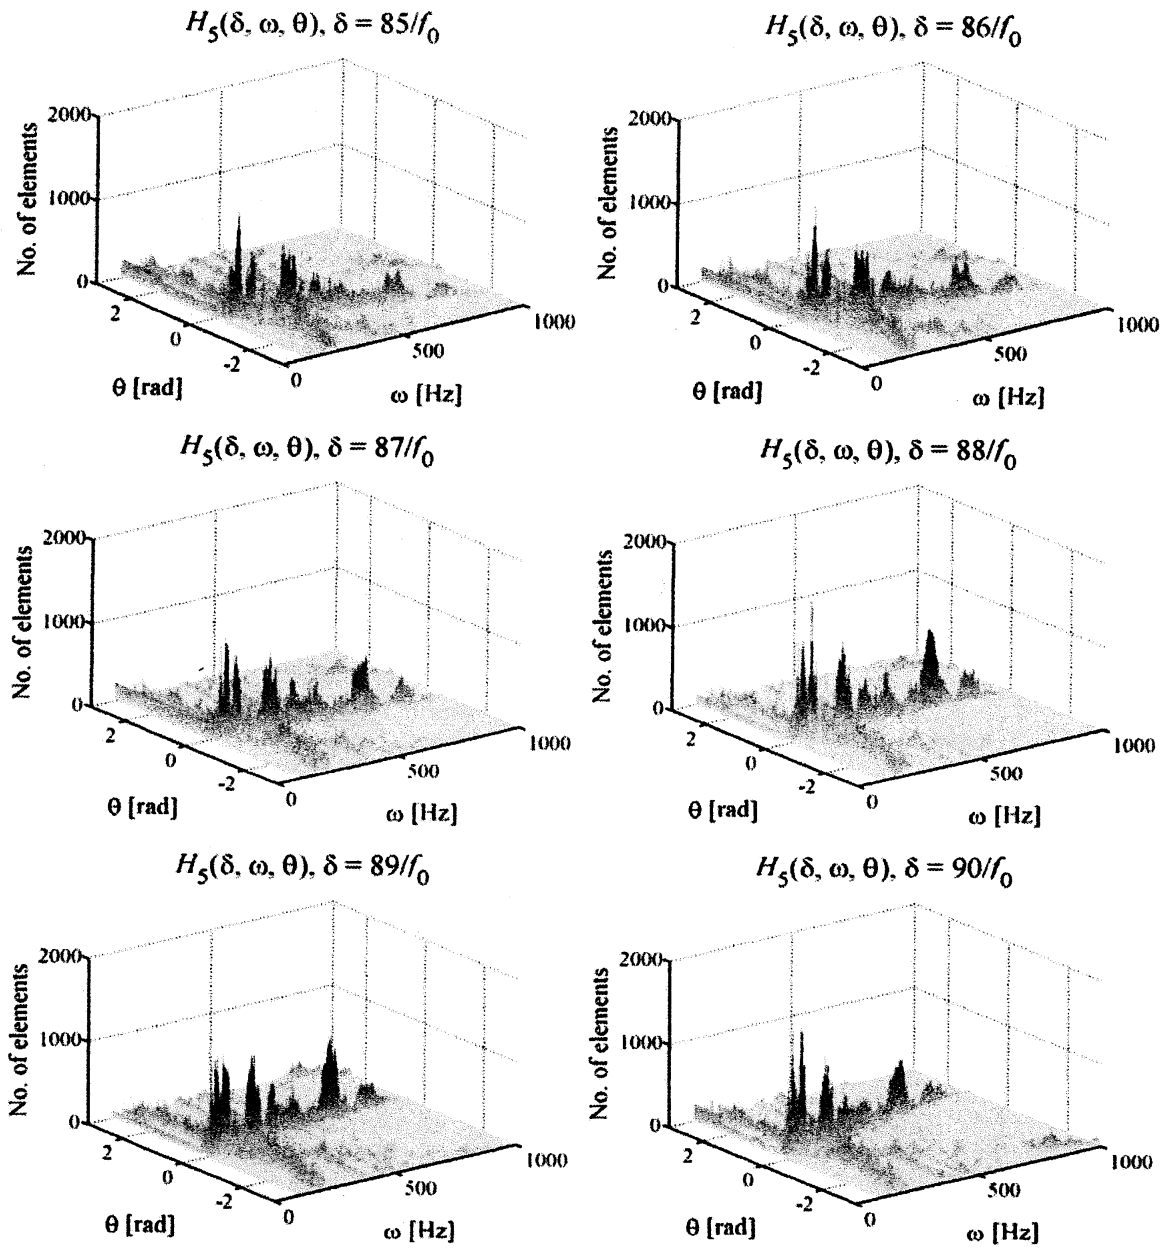 H5(δ, ω, θ), δ = 85/f0
No. of elements
2000
1000
0
2
0
-2
θ [rad]
0
500
1000
ω [Hz]
H5(δ, ω, θ), δ = 86/f0
No. of elements
2000
1000
0
2
0
-2
θ [rad]
0
500
1000
ω [Hz]
H5(δ, ω, θ), δ = 87/f0
No. of elements
2000
1000
0
2
0
-2
θ [rad]
0
500
1000
ω [Hz]
H5(δ, ω, θ), δ = 88/f0
No. of elements
2000
1000
0
2
0
-2
θ [rad]
0
500
1000
ω [Hz]
H5(δ, ω, θ), δ = 89/f0
No. of elements
2000
1000
0
2
0
-2
θ [rad]
0
500
1000
ω [Hz]
H5(δ, ω, θ), δ = 90/f0
No. of elements
2000
1000
0
2
0
-2
θ [rad]
0
500
1000
ω [Hz]